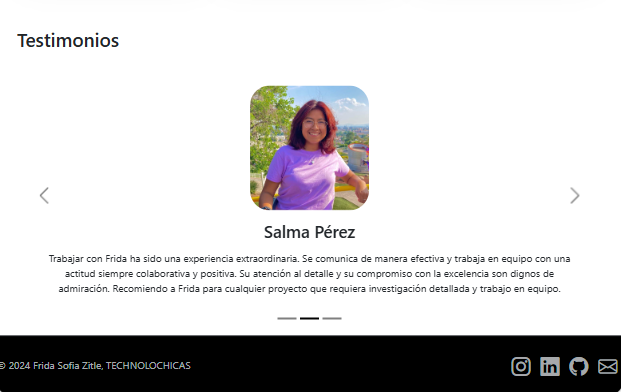 Testimonios
Salma Pérez
Trabajar con Frida ha sido una experiencia extraordinaria. Se comunica de manera efectiva y trabaja en equipo con una
actitud siempre colaborativa y positiva. Su atención al detalle y su compromiso con la excelencia son dignos de
admiración. Recomiendo a Frida para cualquier proyecto que requiera investigación detallada y trabajo en equipo.
© 2024 Frida Sofia Zitle, TECHNOLOCHICAS